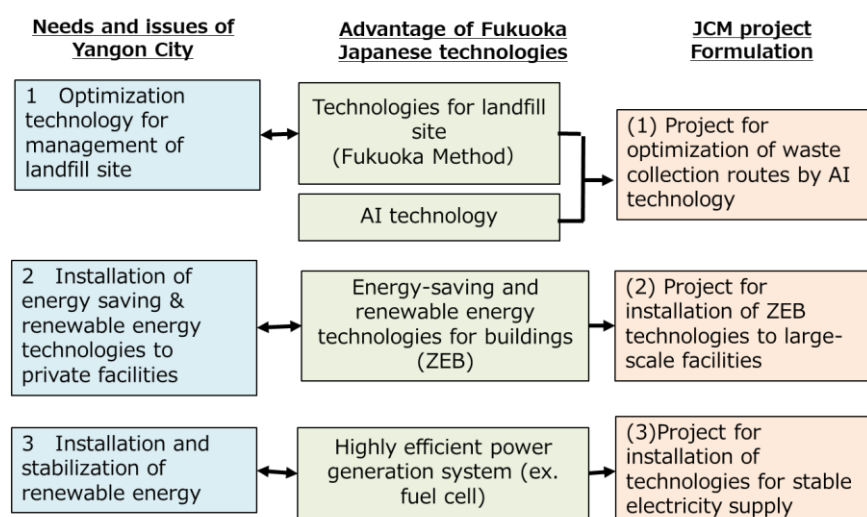 Needs and issues of
Yangon City
Advantage of Fukuoka
Japanese technologies
JCM project
Formulation
1 Optimization
technology for
management of
landfill site
Technologies for landfill
site
(Fukuoka Method)
AI technology
(1) Project for
optimization of waste
collection routes by AI
technology
2 Installation of
energy saving &
renewable energy
technologies to
private facilities
Energy-saving and
renewable energy
technologies for buildings
(ZEB)
(2) Project for
installation of ZEB
technologies to large-
scale facilities
3 Installation and
stabilization of
renewable energy
Highly efficient power
generation system (ex.
fuel cell)
(3)Project for
installation of
technologies for stable
electricity supply